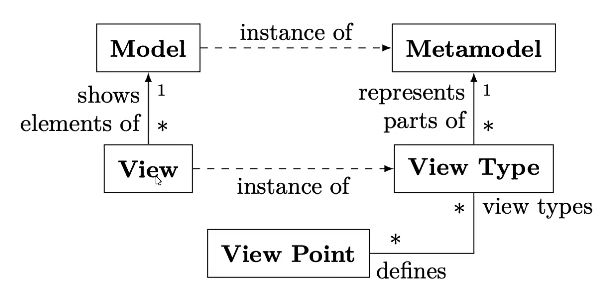 instance of
Model
Metamodel
shows
1
elements of
*
represents
1
parts of
*
View
View Type
instance of
* view types
View Point
*
defines